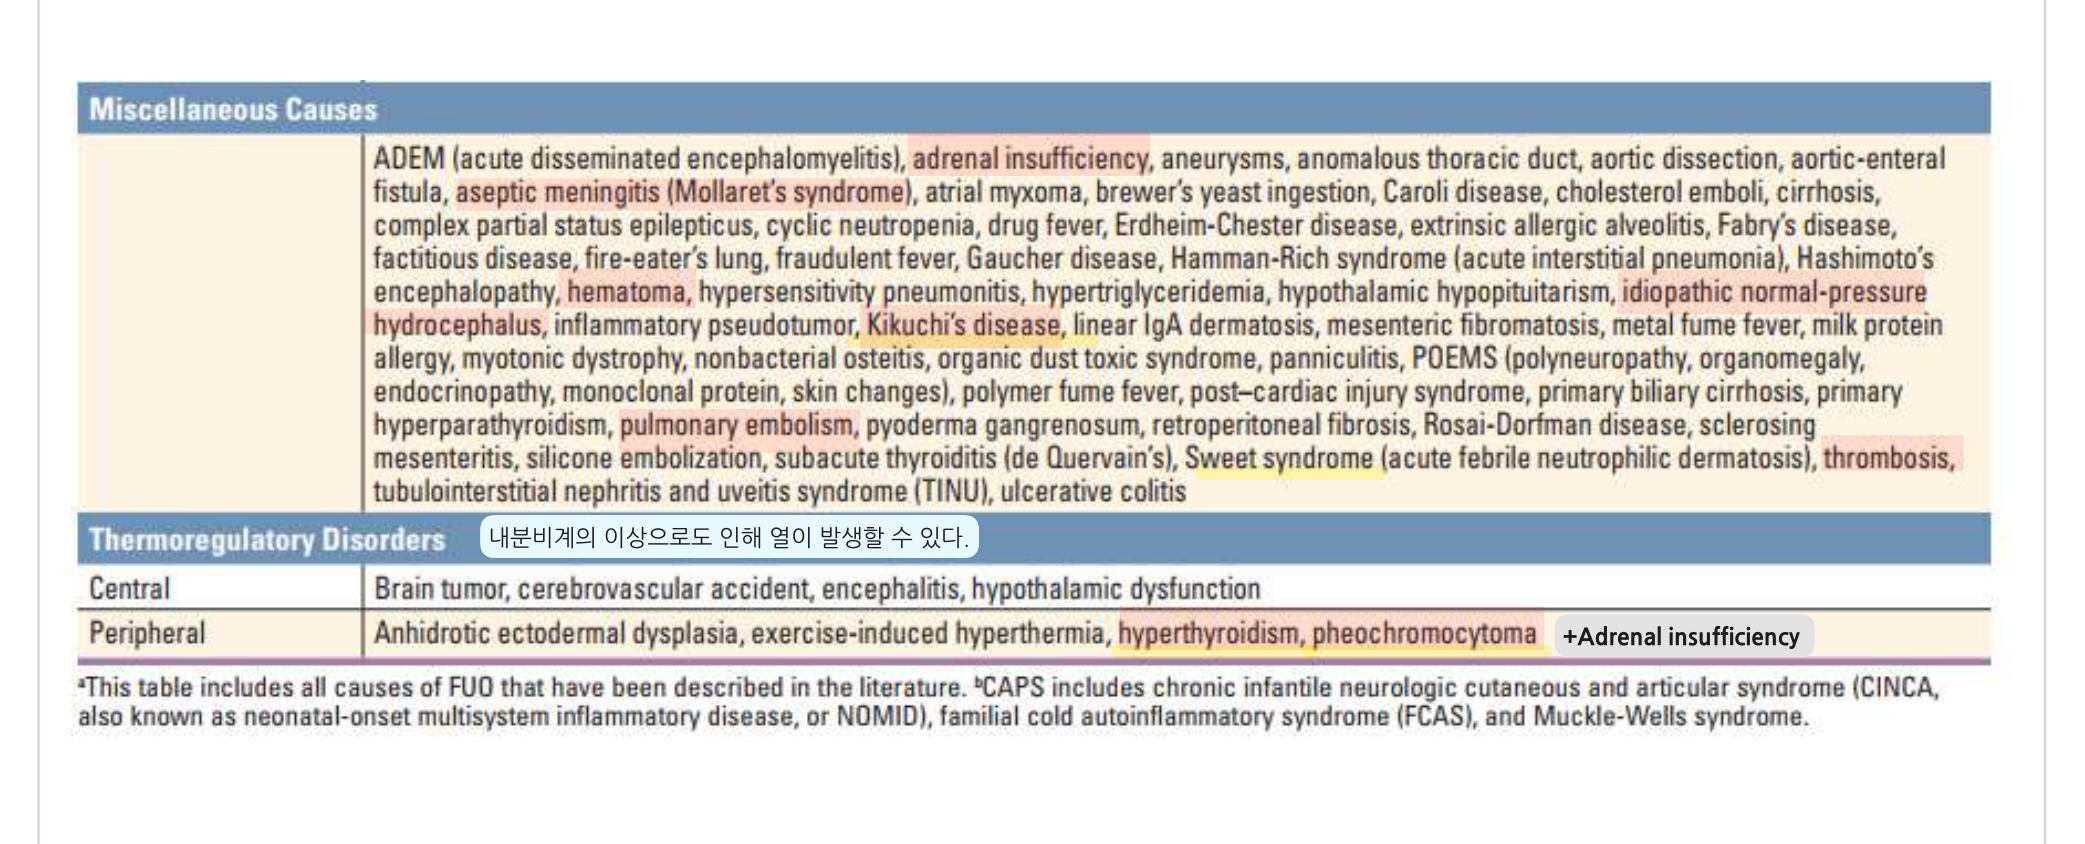 Miscellaneous Causes
ADEM (acute disseminated encephalomyelitis), adrenal insufficiency, aneurysms, anomalous thoracic duct, aortic dissection, aortic-enteral
fistula, aseptic meningitis (Mollaret's syndrome), atrial myxoma, brewer's yeast ingestion, Caroli disease, cholesterol emboli, cirrhosis,
complex partial status epilepticus, cyclic neutropenia, drug fever, Erdheim-Chester disease, extrinsic allergic alveolitis, Fabry's disease,
factitious disease, fire-eater's lung, fraudulent fever, Gaucher disease, Hamman-Rich syndrome (acute interstitial pneumonia), Hashimoto's
encephalopathy, hematoma, hypersensitivity pneumonitis, hypertriglyceridemia, hypothalamic hypopituitarism, idiopathic normal-pressure
hydrocephalus, inflammatory pseudotumor, Kikuchi's disease, linear IgA dermatosis, mesenteric fibromatosis, metal fume fever, milk protein
allergy, myotonic dystrophy, nonbacterial osteitis, organic dust toxic syndrome, panniculitis, POEMS (polyneuropathy, organomegaly,
endocrinopathy, monoclonal protein, skin changes), polymer fume fever, post–cardiac injury syndrome, primary biliary cirrhosis, primary
hyperparathyroidism, pulmonary embolism, pyoderma gangrenosum, retroperitoneal fibrosis, Rosai-Dorfman disease, sclerosing
mesenteritis, silicone embolization, subacute thyroiditis (de Quervain's), Sweet syndrome (acute febrile neutrophilic dermatosis), thrombosis,
tubulointerstitial nephritis and uveitis syndrome (TINU), ulcerative colitis
Thermoregulatory Disorders 내분비계의 이상으로도 인해 열이 발생할 수 있다.
Central Brain tumor, cerebrovascular accident, encephalitis, hypothalamic dysfunction
Peripheral Anhidrotic ectodermal dysplasia, exercise-induced hyperthermia, hyperthyroidism, pheochromocytoma +Adrenal insufficiency
ᵃThis table includes all causes of FUO that have been described in the literature. ᵇCAPS includes chronic infantile neurologic cutaneous and articular syndrome (CINCA,
also known as neonatal-onset multisystem inflammatory disease, or NOMID), familial cold autoinflammatory syndrome (FCAS), and Muckle-Wells syndrome.